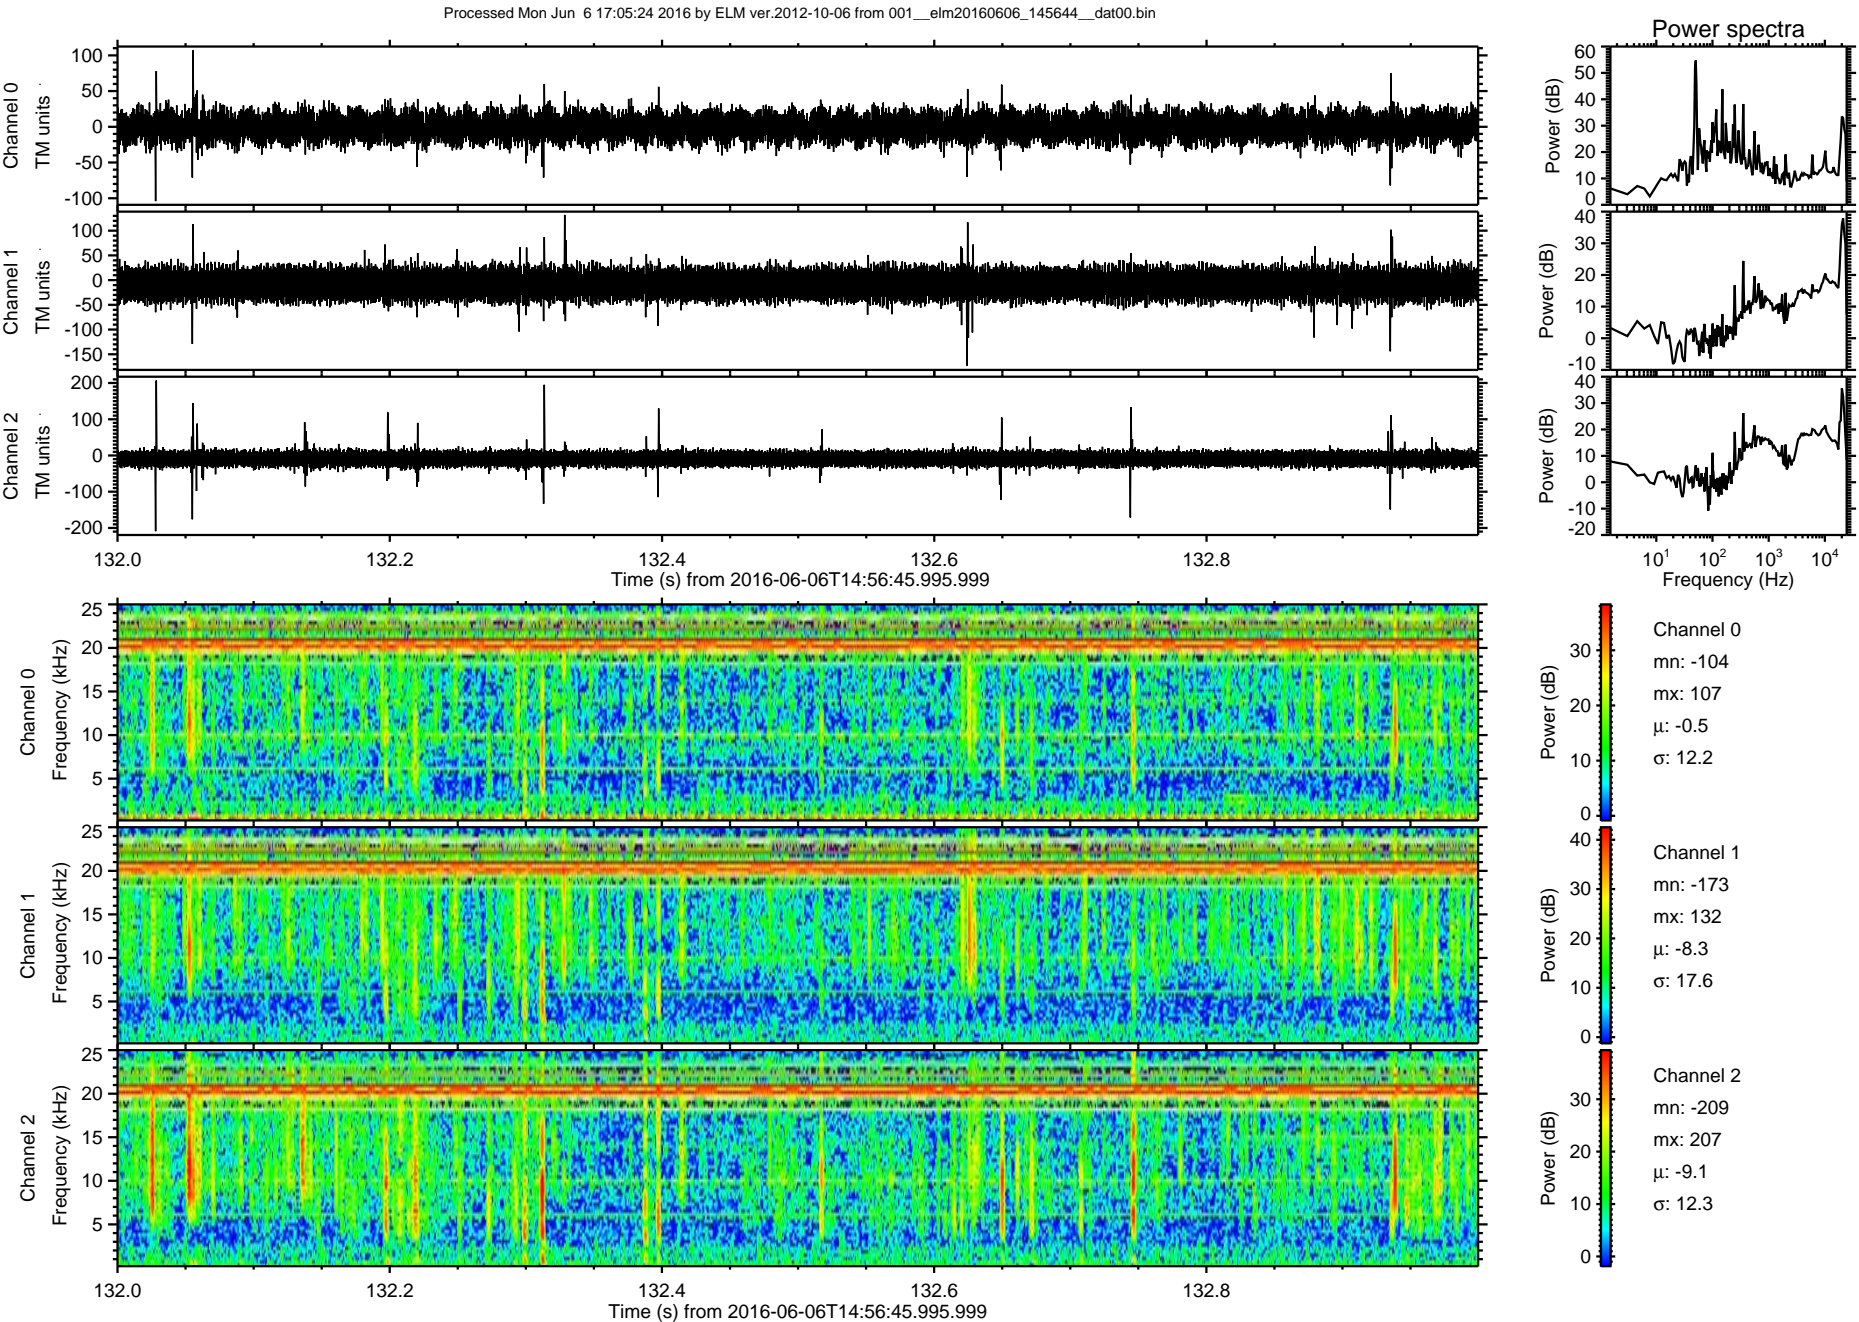 Processed Mon Jun 6 17:05:24 2016 by ELM ver.2012-10-06 from 001__elm20160606_145644__dat00.bin
Power spectra
Channel 0
TM units
100
50
0
-50
-100
Power (dB)
60
50
40
30
20
10
0
Channel 1
TM units
100
50
0
-50
-100
-150
Power (dB)
40
30
20
10
0
-10
Channel 2
TM units
200
100
0
-100
-200
Power (dB)
40
30
20
10
0
-10
-20
132.0 132.2 132.4 132.6 132.8
Time (s) from 2016-06-06T14:56:45.995.999
10¹ 10² 10³ 10⁴
Frequency (Hz)
Channel 0
Frequency (kHz)
25
20
15
10
5
Power (dB)
30
20
10
0
Channel 0
mn: -104
mx: 107
µ: -0.5
σ: 12.2
Channel 1
Frequency (kHz)
25
20
15
10
5
Power (dB)
40
30
20
10
0
Channel 1
mn: -173
mx: 132
µ: -8.3
σ: 17.6
Channel 2
Frequency (kHz)
25
20
15
10
5
Power (dB)
30
20
10
0
Channel 2
mn: -209
mx: 207
µ: -9.1
σ: 12.3
132.0 132.2 132.4 132.6 132.8
Time (s) from 2016-06-06T14:56:45.995.999